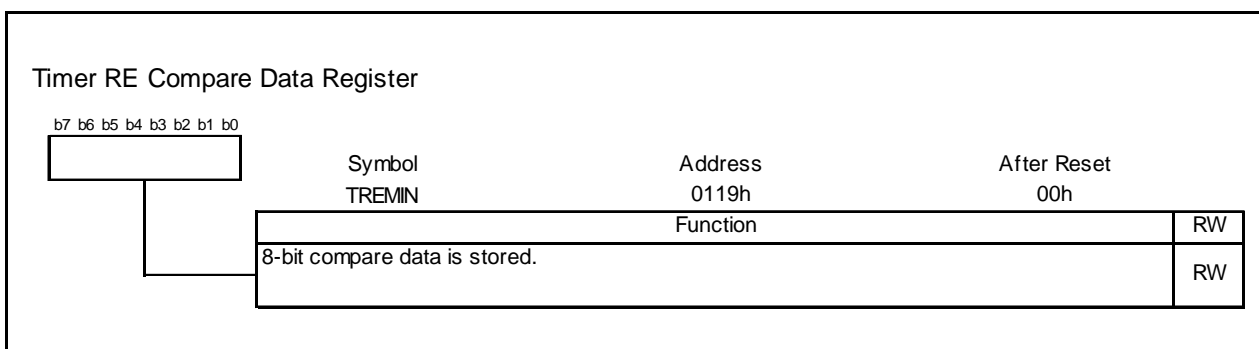 Timer RE Compare Data Register
b7 b6 b5 b4 b3 b2 b1 b0
Symbol Address After Reset
TREMIN 0119h 00h
Function RW
8-bit compare data is stored.
RW